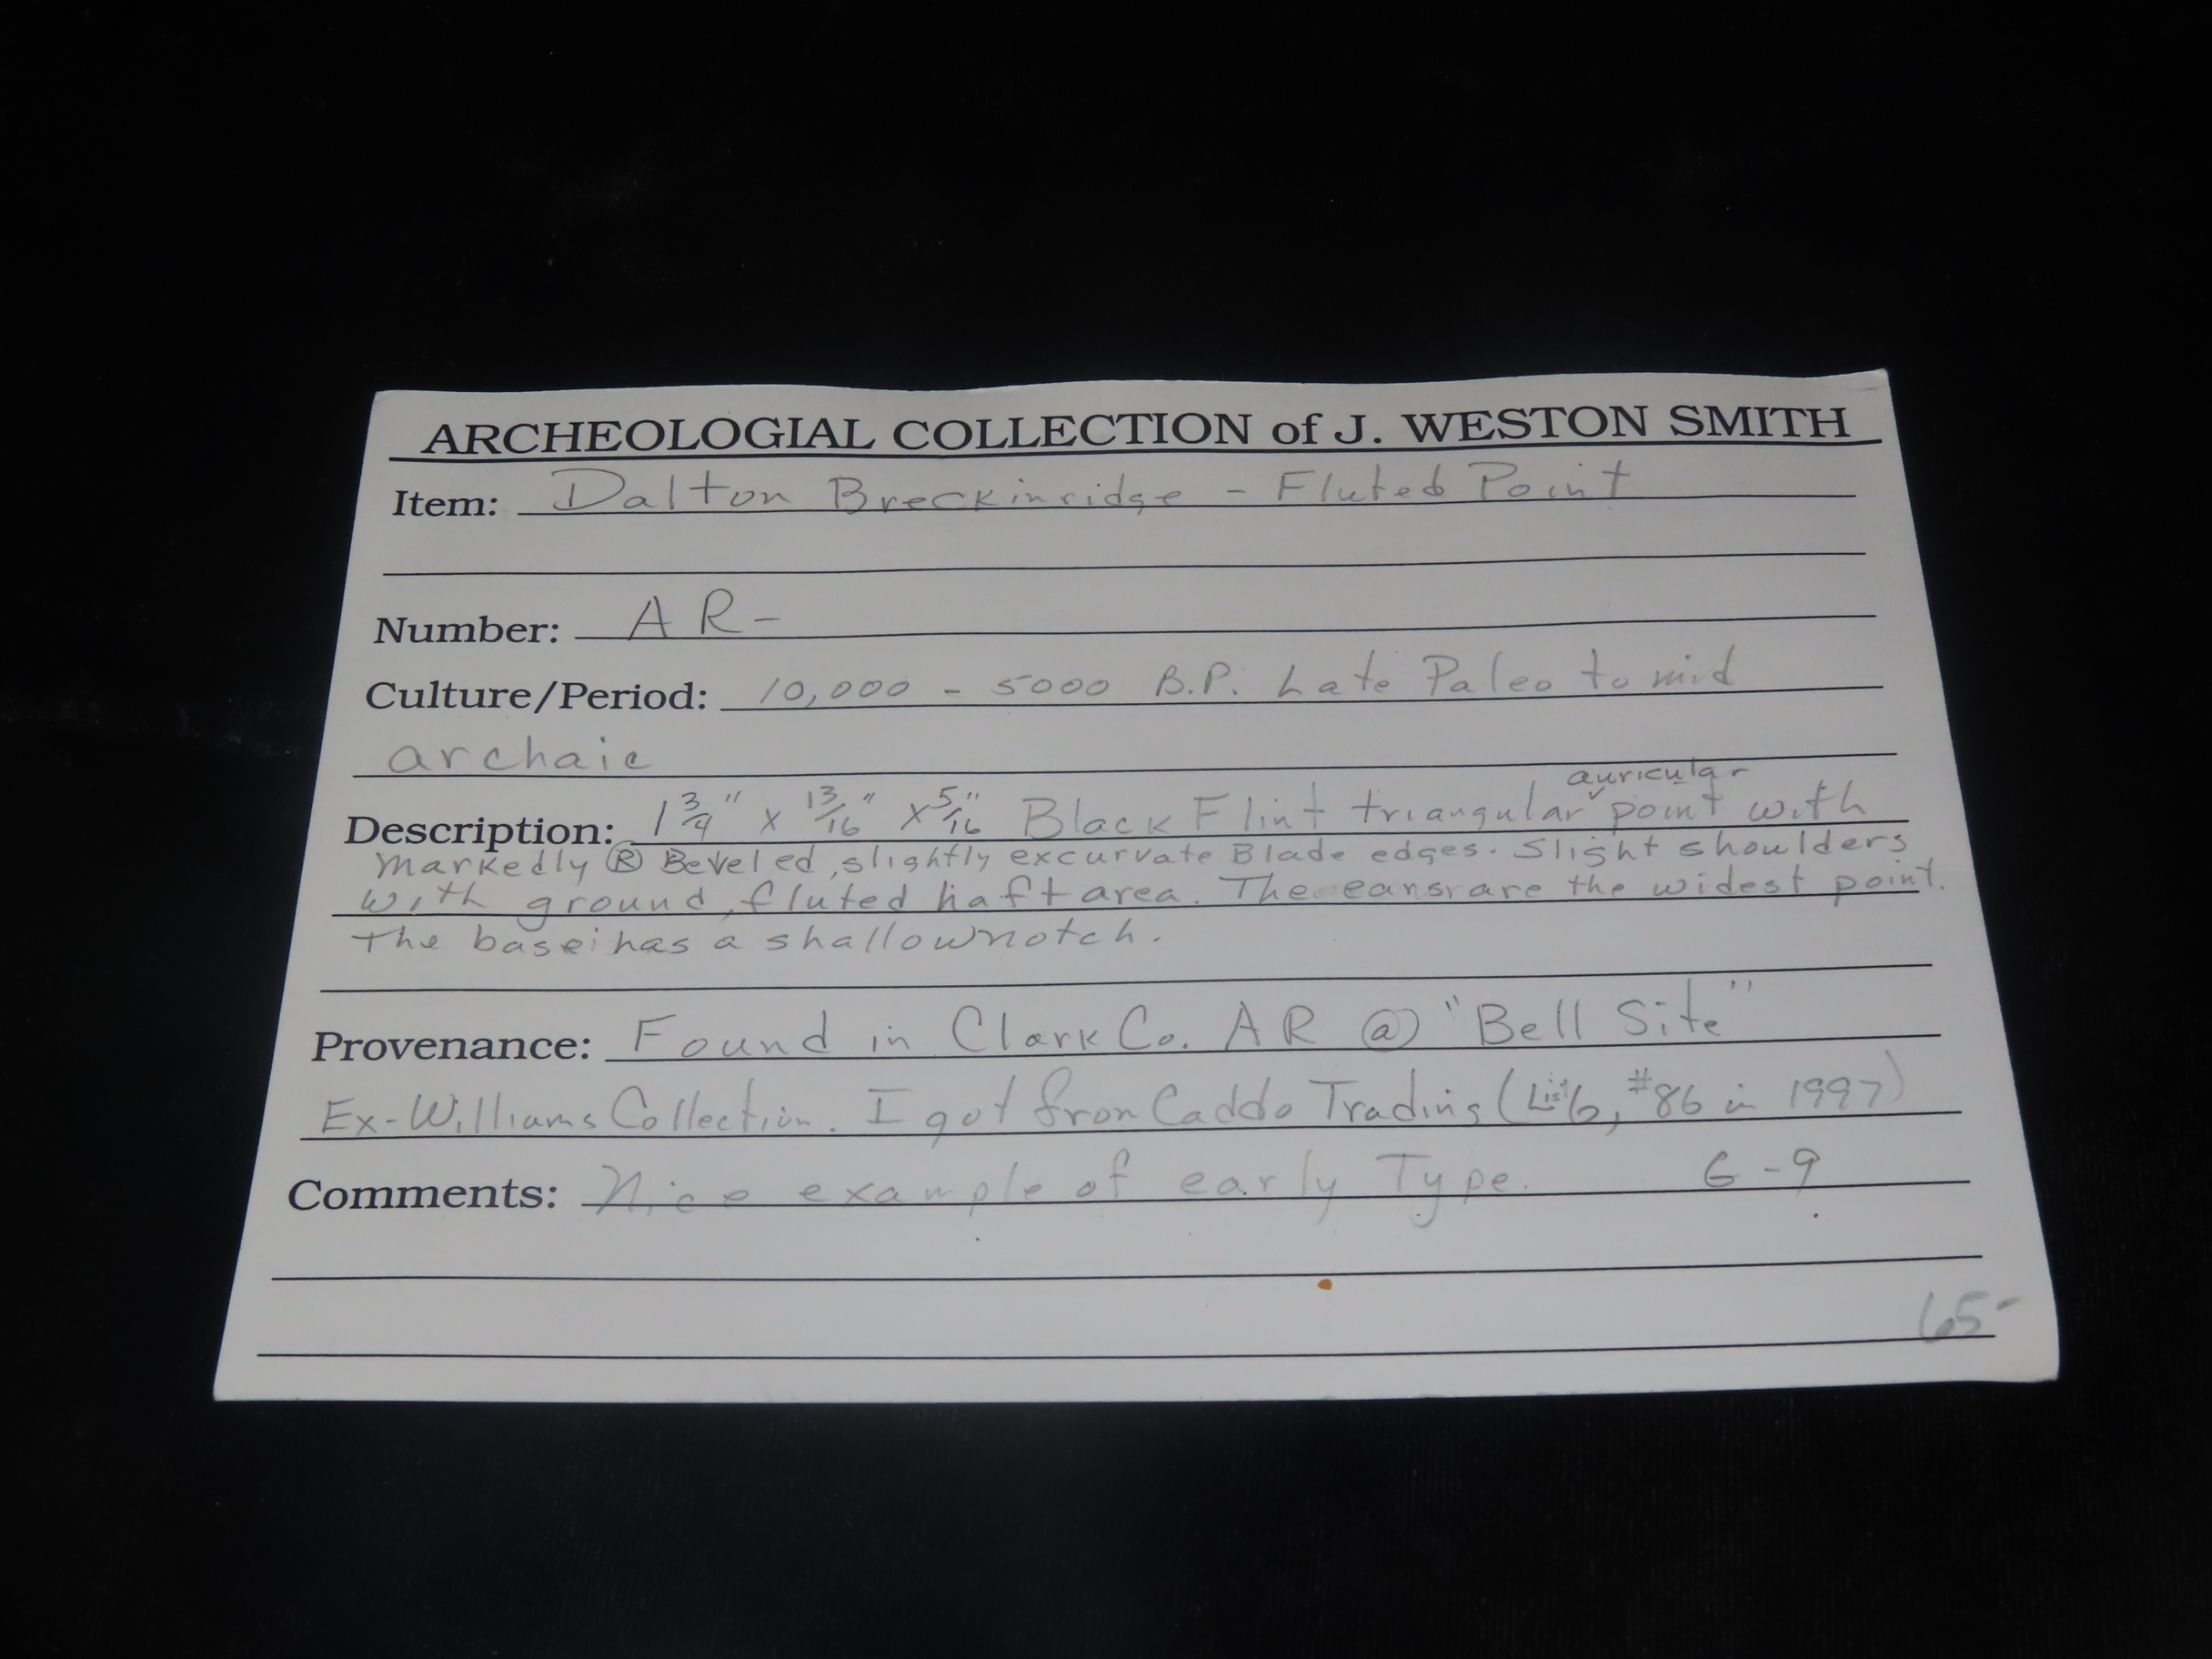 ARCHEOLOGIAL COLLECTION of J. WESTON SMITH
Item: Dalton Breckinridge - Fluted Point
Number: AR-
Culture/Period: 10,000 - 5000 B.P. Late Paleo to mid
archaic
auricular
Description: 1 3/4" x 13/16" x 5/16" Black Flint triangular point with
Markedly Ⓡ Beveled, slightly excurvate Blade edges. Slight shoulders
with ground, fluted haft area. The ears are the widest point.
The base has a shallow notch.
Provenance: Found in Clark Co. AR @ "Bell Site"
Ex-Williams Collection. I got from Caddo Trading (List 6, #86 in 1997)
Comments: Nice example of early Type. G-9
65-